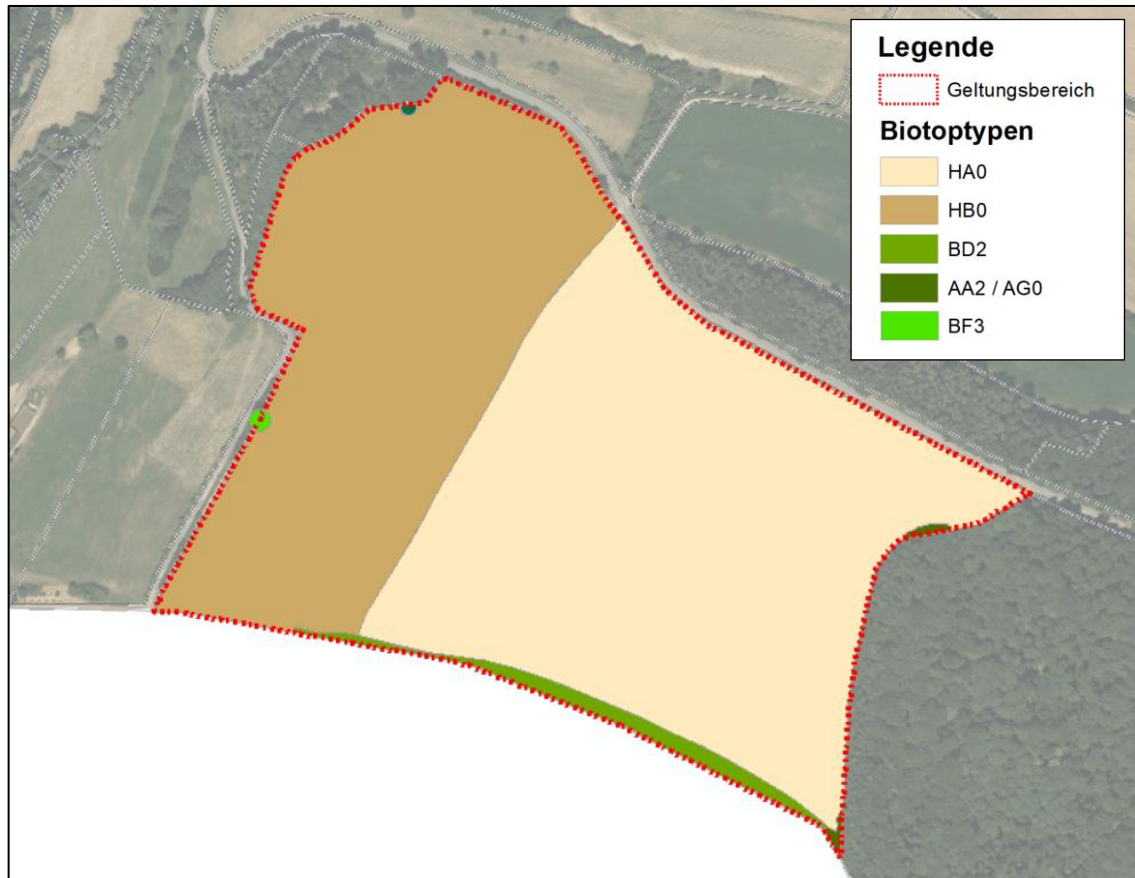 Legende
Geltungsbereich
Biotoptypen
HA0
HB0
BD2
AA2 / AG0
BF3